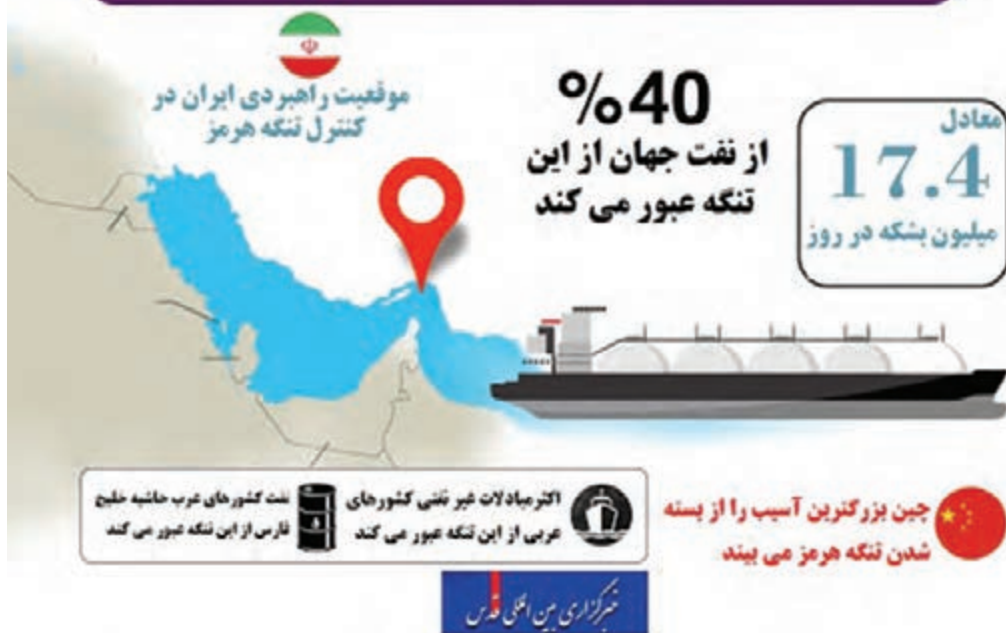 موقعیت راهبردی ایران در
کنترل تنگه هرمز
%40
از نفت جهان از این
تنگه عبور می کند
معادل
17.4
میلیون بشکه در روز
اکثر مبادلات غیر نفتی کشورهای
عربی از این تنگه عبور می کند
نفت کشورهای عرب حاشیه خلیج
فارس از این تنگه عبور می کند
چین بزرگترین آسیب را از بسته
شدن تنگه هرمز می بیند
خبرگزاری بین المللی قدس